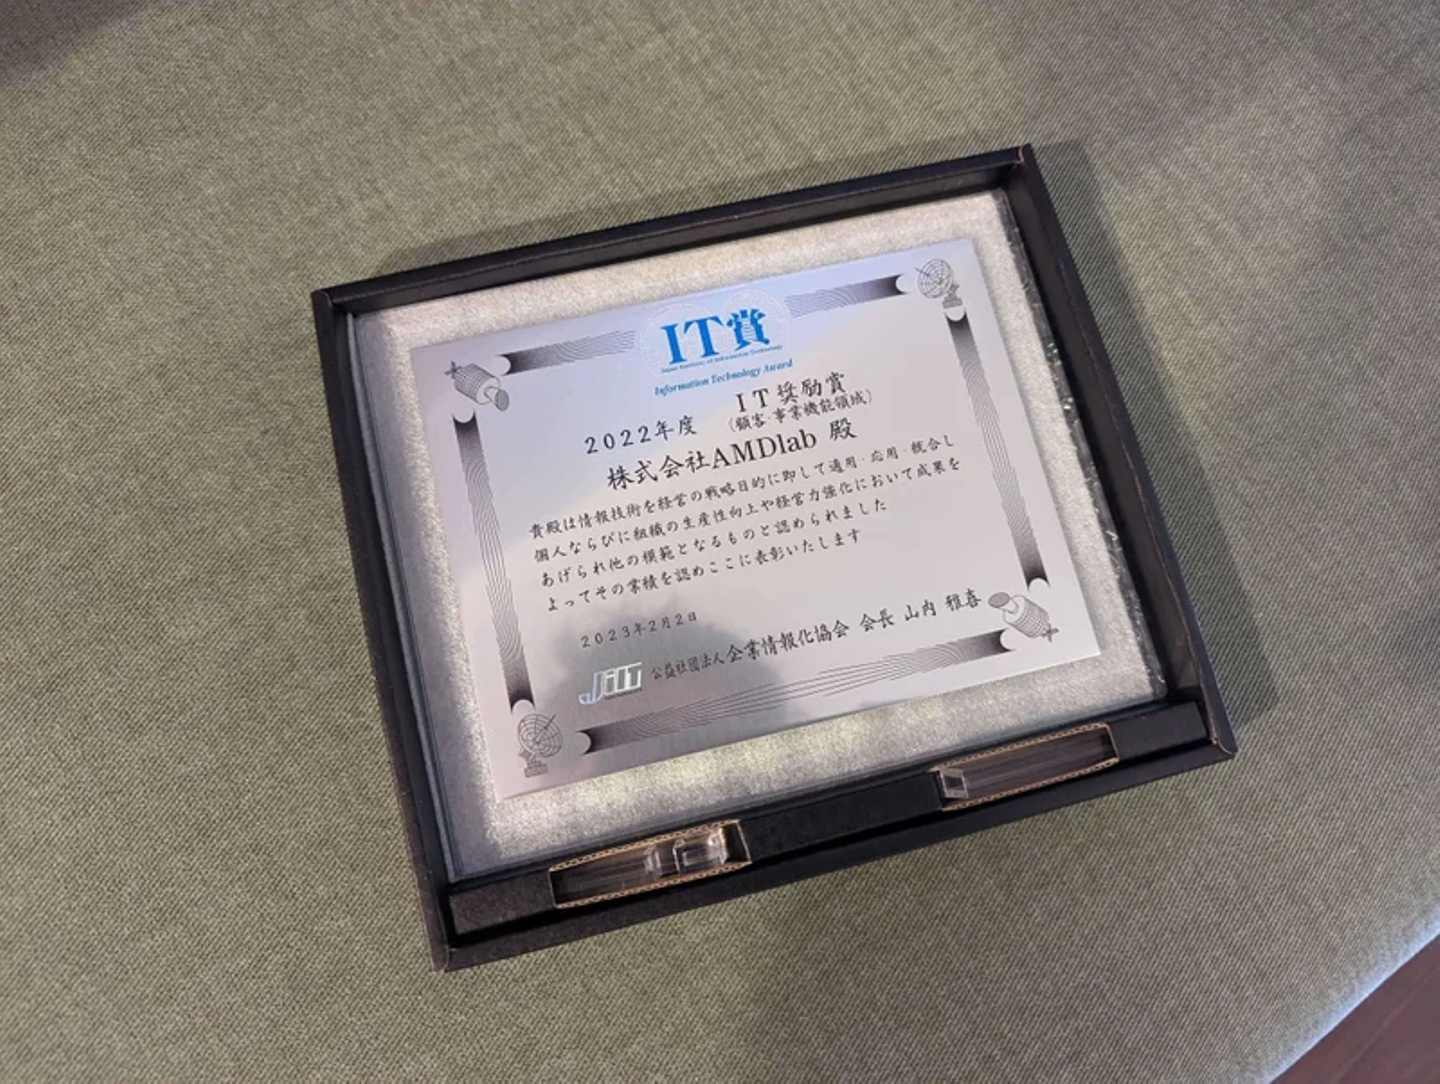 IT賞
Japan Institute of Information Technology
Information Technology Award
2022年度 IT奨励賞
(顧客・事業機能領域)
株式会社AMDlab 殿
貴殿は情報技術を経営の戦略目的に即して適用・応用・統合し
個人ならびに組織の生産性向上や経営力強化において成果を
あげられ他の模範となるものと認められました
よってその業績を認めここに表彰いたします
2023年2月2日
JiIT 公益社団法人企業情報化協会 会長 山内 雅喜